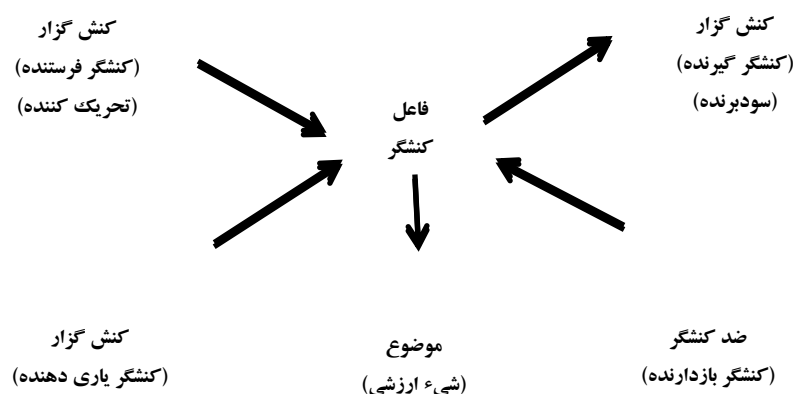 کنش گزار
(کنشگر گیرنده)
(سودبرنده)
کنش گزار
(کنشگر فرستنده)
(تحریک کننده)
فاعل
کنشگر
ضد کنشگر
(کنشگر بازدارنده)
موضوع
(شیء ارزشی)
کنش گزار
(کنشگر یاری دهنده)